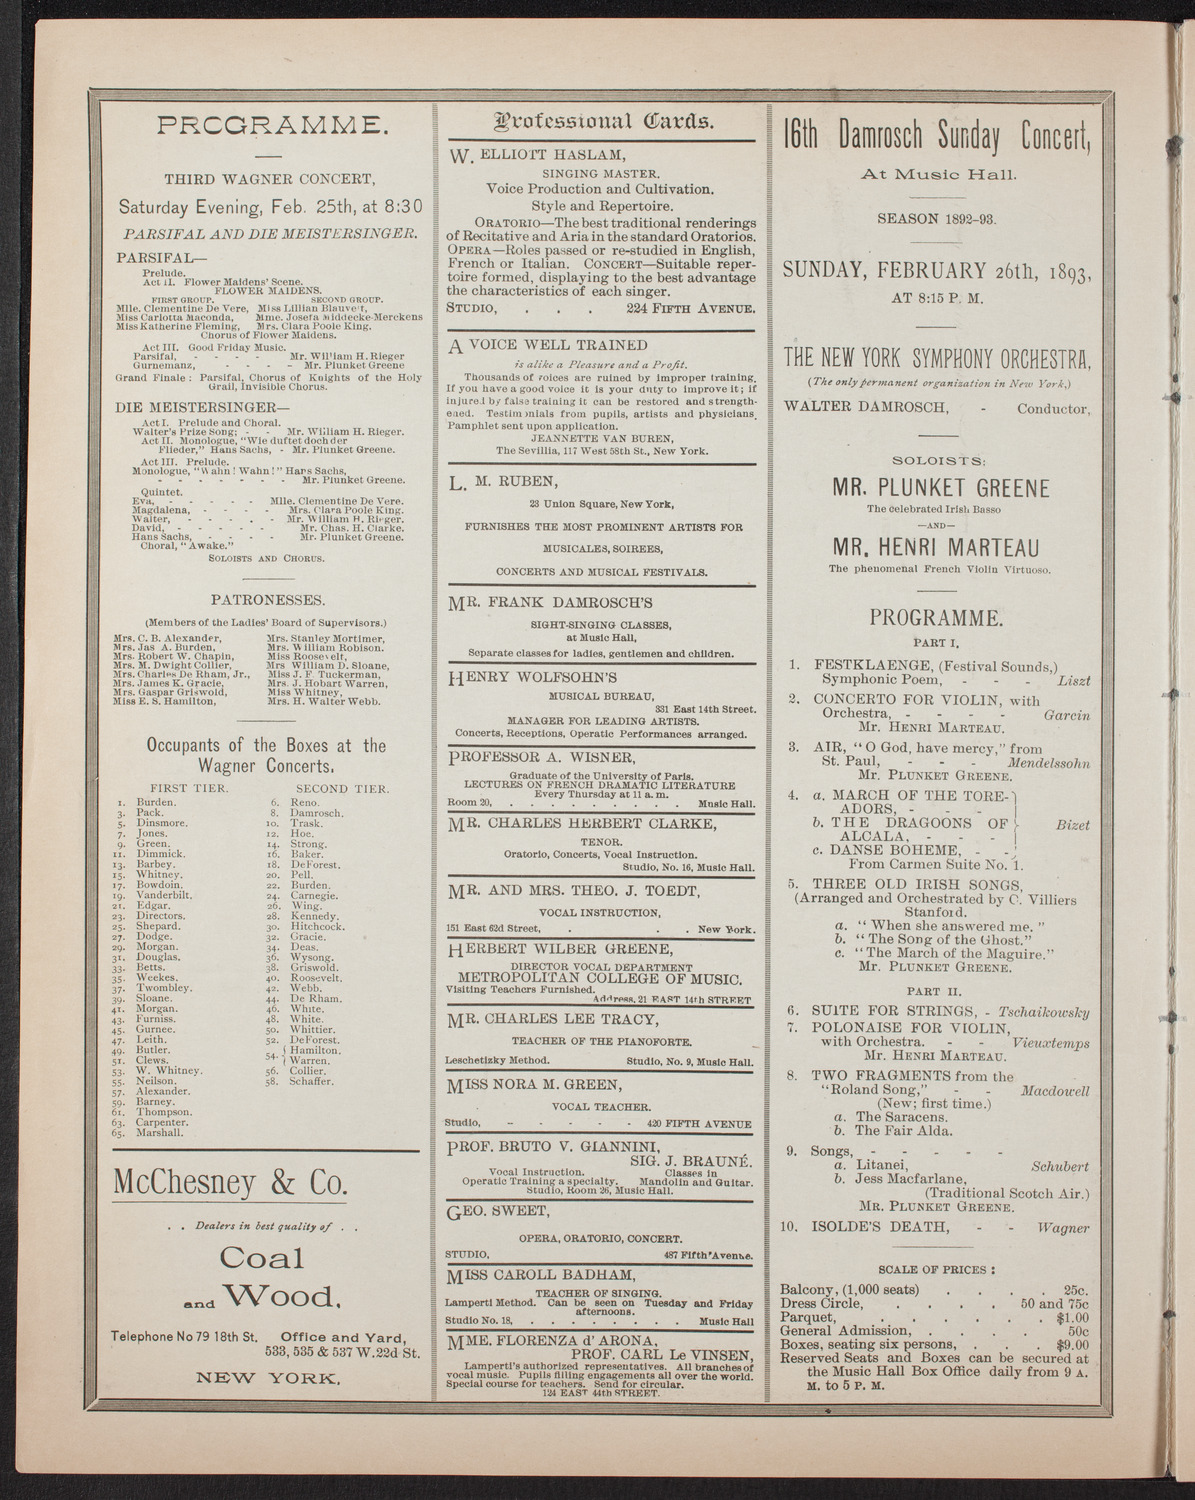 PROGRAMME.
THIRD WAGNER CONCERT,
Saturday Evening, Feb. 25th, at 8:30
PARSIFAL AND DIE MEISTERSINGER.
PARSIFAL—
Prelude.
Act II. Flower Maidens' Scene.
FLOWER MAIDENS.
FIRST GROUP. SECOND GROUP.
Mlle. Clementine De Vere, Miss Lillian Blauvelt,
Miss Carlotta Maconda, Mme. Josefa Middecke-Merckens
Miss Katherine Fleming, Mrs. Clara Poole King.
Chorus of Flower Maidens.
Act III. Good Friday Music.
Parsifal, - - - - Mr. William H. Rieger
Gurnemanz, - - - - Mr. Plunket Greene
Grand Finale: Parsifal, Chorus of Knights of the Holy
Grail, Invisible Chorus.
DIE MEISTERSINGER—
Act I. Prelude and Choral.
Walter's Prize Song; - - Mr. William H. Rieger.
Act II. Monologue, "Wie duftet doch der
Flieder," Hans Sachs, - Mr. Plunket Greene.
Act III. Prelude.
Monologue, "Wahn! Wahn!" Hans Sachs,
- - - - - - - Mr. Plunket Greene.
Quintet.
Eva, - - - - - Mlle. Clementine De Vere.
Magdalena, - - - - Mrs. Clara Poole King.
Walter, - - - - - Mr. William H. Rieger.
David, - - - - - Mr. Chas. H. Clarke.
Hans Sachs, - - - - Mr. Plunket Greene.
Choral, "Awake."
SOLOISTS AND CHORUS.
PATRONESSES.
(Members of the Ladies' Board of Supervisors.)
Mrs. C. B. Alexander, Mrs. Stanley Mortimer,
Mrs. Jas A. Burden, Mrs. William Robison.
Mrs. Robert W. Chapin, Miss Roosevelt,
Mrs. M. Dwight Collier, Mrs William D. Sloane,
Mrs. Charles De Rham, Jr., Miss J. F. Tuckerman,
Mrs. James K. Gracie, Mrs. J. Hobart Warren,
Mrs. Gaspar Griswold, Miss Whitney,
Miss E. S. Hamilton, Mrs. H. Walter Webb.
Occupants of the Boxes at the
Wagner Concerts.
FIRST TIER. SECOND TIER.
1. Burden. 6. Reno.
3. Pack. 8. Damrosch.
5. Dinsmore. 10. Trask.
7. Jones. 12. Hoe.
9. Green. 14. Strong.
11. Dimmick. 16. Baker.
13. Barbey. 18. DeForest.
15. Whitney. 20. Pell.
17. Bowdoin. 22. Burden.
19. Vanderbilt. 24. Carnegie.
21. Edgar. 26. Wing.
23. Directors. 28. Kennedy.
25. Shepard. 30. Hitchcock.
27. Dodge. 32. Gracie.
29. Morgan. 34. Deas.
31. Douglas. 36. Wysong.
33. Betts. 38. Griswold.
35. Weekes. 40. Roosevelt.
37. Twombley. 42. Webb.
39. Sloane. 44. De Rham.
41. Morgan. 46. White.
43. Furniss. 48. White.
45. Gurnee. 50. Whittier.
47. Leith. 52. DeForest.
49. Butler. 54. { Hamilton.
51. Clews. Warren.
53. W. Whitney. 56. Collier.
55. Neilson. 58. Schaffer.
57. Alexander.
59. Barney.
61. Thompson.
63. Carpenter.
65. Marshall.
McChesney & Co.
. . Dealers in best quality of . .
Coal
and Wood.
Telephone No 79 18th St. Office and Yard,
533, 535 & 537 W. 22d St.
NEW YORK.
Professional Cards.
W. ELLIOTT HASLAM,
SINGING MASTER.
Voice Production and Cultivation.
Style and Repertoire.
ORATORIO—The best traditional renderings
of Recitative and Aria in the standard Oratorios.
OPERA—Roles passed or re-studied in English,
French or Italian. CONCERT—Suitable reper-
toire formed, displaying to the best advantage
the characteristics of each singer.
STUDIO, . . . 224 FIFTH AVENUE.
A VOICE WELL TRAINED
is alike a Pleasure and a Profit.
Thousands of voices are ruined by improper training.
If you have a good voice it is your duty to improve it; if
injured by false training it can be restored and strength-
ened. Testimonials from pupils, artists and physicians.
Pamphlet sent upon application.
JEANNETTE VAN BUREN,
The Sevillia, 117 West 58th St., New York.
L. M. RUBEN,
23 Union Square, New York,
FURNISHES THE MOST PROMINENT ARTISTS FOR
MUSICALES, SOIREES,
CONCERTS AND MUSICAL FESTIVALS.
MR. FRANK DAMROSCH'S
SIGHT-SINGING CLASSES,
at Music Hall,
Separate classes for ladies, gentlemen and children.
HENRY WOLFSOHN'S
MUSICAL BUREAU,
331 East 14th Street.
MANAGER FOR LEADING ARTISTS.
Concerts, Receptions, Operatic Performances arranged.
PROFESSOR A. WISNER,
Graduate of the University of Paris.
LECTURES ON FRENCH DRAMATIC LITERATURE
Every Thursday at 11 a. m.
Room 20, . . . . . . . . . Music Hall.
MR. CHARLES HERBERT CLARKE,
TENOR.
Oratorio, Concerts, Vocal Instruction.
Studio, No. 16, Music Hall.
MR. AND MRS. THEO. J. TOEDT,
VOCAL INSTRUCTION,
151 East 62d Street, . . . New York.
HERBERT WILBER GREENE,
DIRECTOR VOCAL DEPARTMENT
METROPOLITAN COLLEGE OF MUSIC.
Visiting Teachers Furnished.
Address, 21 EAST 14th STREET
MR. CHARLES LEE TRACY,
TEACHER OF THE PIANOFORTE.
Leschetizky Method. Studio, No. 9, Music Hall.
MISS NORA M. GREEN,
VOCAL TEACHER.
Studio, - - - - - 420 FIFTH AVENUE
PROF. BRUTO V. GIANNINI,
SIG. J. BRAUNÉ.
Vocal Instruction. Classes in
Operatic Training a specialty. Mandolin and Guitar.
Studio, Room 26, Music Hall.
GEO. SWEET,
OPERA, ORATORIO, CONCERT.
STUDIO, 487 Fifth Avenue.
MISS CAROLL BADHAM,
TEACHER OF SINGING.
Lamperti Method. Can be seen on Tuesday and Friday
afternoons.
Studio No. 18, . . . . . . . . Music Hall
MME. FLORENZA d' ARONA,
PROF. CARL Le VINSEN,
Lamperti's authorized representatives. All branches of
vocal music. Pupils filling engagements all over the world.
Special course for teachers. Send for circular.
124 EAST 44th STREET.
16th Damrosch Sunday Concert,
At Music Hall.
SEASON 1892-93.
SUNDAY, FEBRUARY 26th, 1893,
AT 8:15 P. M.
THE NEW YORK SYMPHONY ORCHESTRA,
(The only permanent organization in New York,)
WALTER DAMROSCH, - Conductor,
SOLOISTS:
MR. PLUNKET GREENE
The celebrated Irish Basso
—AND—
MR. HENRI MARTEAU
The phenomenal French Violin Virtuoso.
PROGRAMME.
PART I,
1. FESTKLAENGE, (Festival Sounds,)
Symphonic Poem, - - - Liszt
2. CONCERTO FOR VIOLIN, with
Orchestra, - - - - Garcin
Mr. HENRI MARTEAU.
3. AIR, "O God, have mercy," from
St. Paul, - - - Mendelssohn
Mr. PLUNKET GREENE.
4. a. MARCH OF THE TORE-
ADORS, - - -
b. THE DRAGOONS OF } Bizet
ALCALA, - - -
c. DANSE BOHEME, - -
From Carmen Suite No. 1.
5. THREE OLD IRISH SONGS,
(Arranged and Orchestrated by C. Villiers
Stanford.
a. "When she answered me."
b. "The Song of the Ghost."
c. "The March of the Maguire."
Mr. PLUNKET GREENE.
PART II.
6. SUITE FOR STRINGS, - Tschaikowsky
7. POLONAISE FOR VIOLIN,
with Orchestra. - - Vieuxtemps
Mr. HENRI MARTEAU.
8. TWO FRAGMENTS from the
"Roland Song," - - Macdowell
(New; first time.)
a. The Saracens.
b. The Fair Alda.
9. Songs, - - - - -
a. Litanei, Schubert
b. Jess Macfarlane,
(Traditional Scotch Air.)
MR. PLUNKET GREENE.
10. ISOLDE'S DEATH, - - Wagner
SCALE OF PRICES:
Balcony, (1,000 seats) . . . . 25c.
Dress Circle, . . . . 50 and 75c
Parquet, . . . . . . $1.00
General Admission, . . . . 50c
Boxes, seating six persons, . . . $9.00
Reserved Seats and Boxes can be secured at
the Music Hall Box Office daily from 9 A.
M. to 5 P. M.